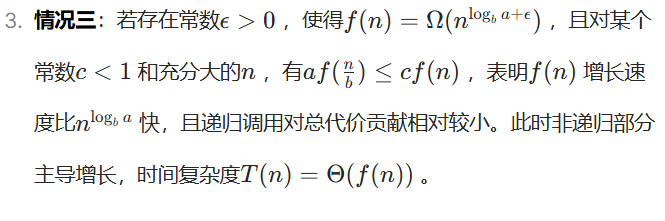 3. 情况三：若存在常数ϵ > 0 ，使得f(n) = Ω(n^{log_b a+ϵ}) ，且对某个
常数c < 1 和充分大的n ，有af(\frac{n}{b}) ≤ cf(n) ，表明f(n) 增长速
度比n^{log_b a} 快，且递归调用对总代价贡献相对较小。此时非递归部分
主导增长，时间复杂度T(n) = Θ(f(n)) 。